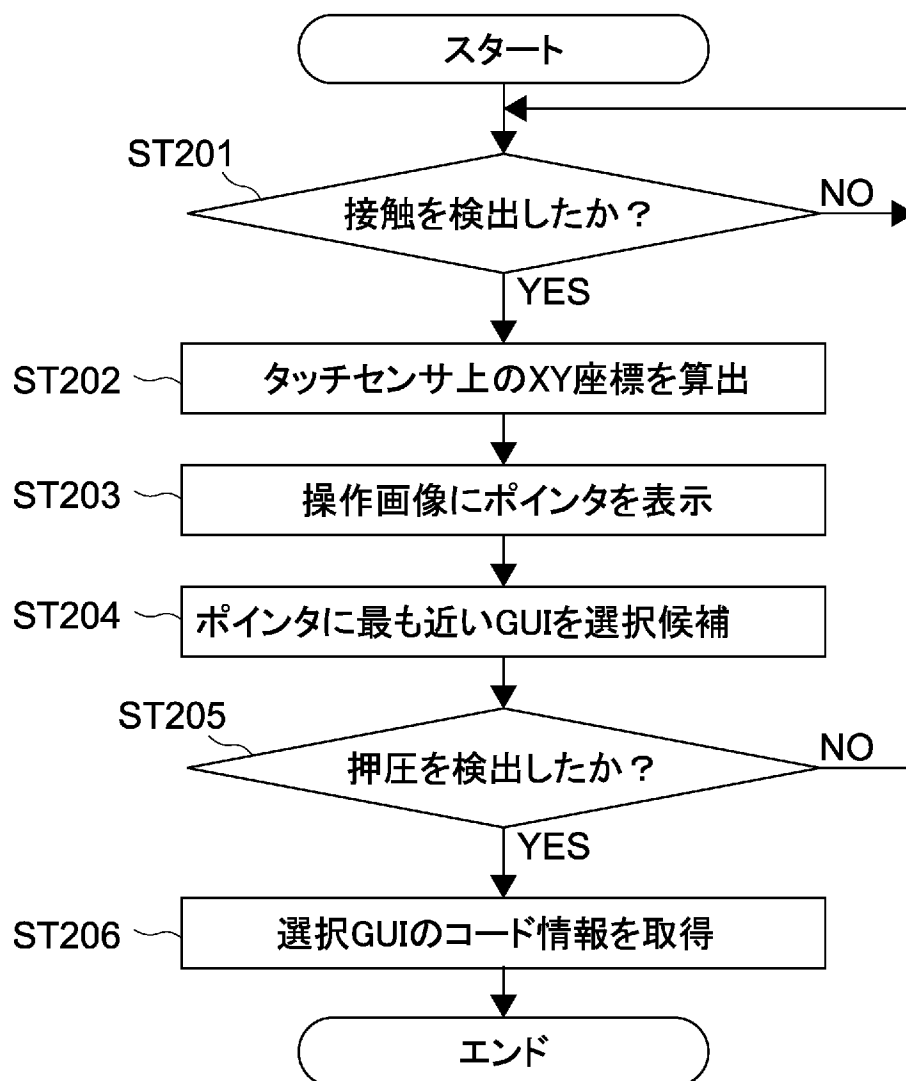 スタート
ST201
接触を検出したか？
NO
YES
ST202
タッチセンサ上のXY座標を算出
ST203
操作画像にポインタを表示
ST204
ポインタに最も近いGUIを選択候補
ST205
押圧を検出したか？
NO
YES
ST206
選択GUIのコード情報を取得
エンド